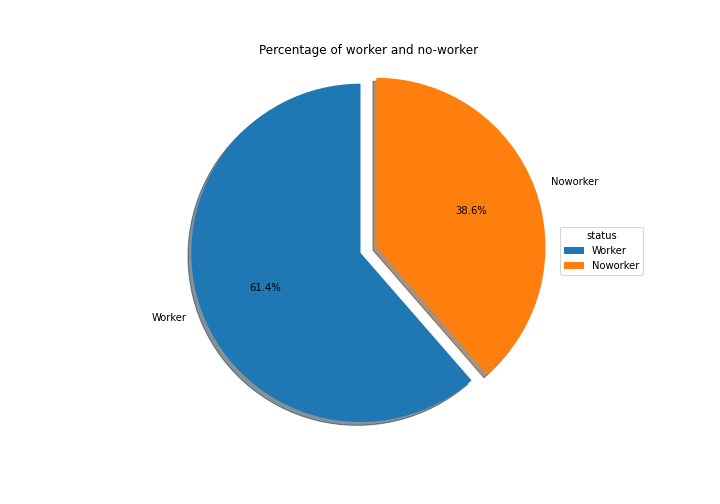 Percentage of worker and no-worker
Noworker
38.6%
status
Worker
Noworker
61.4%
Worker